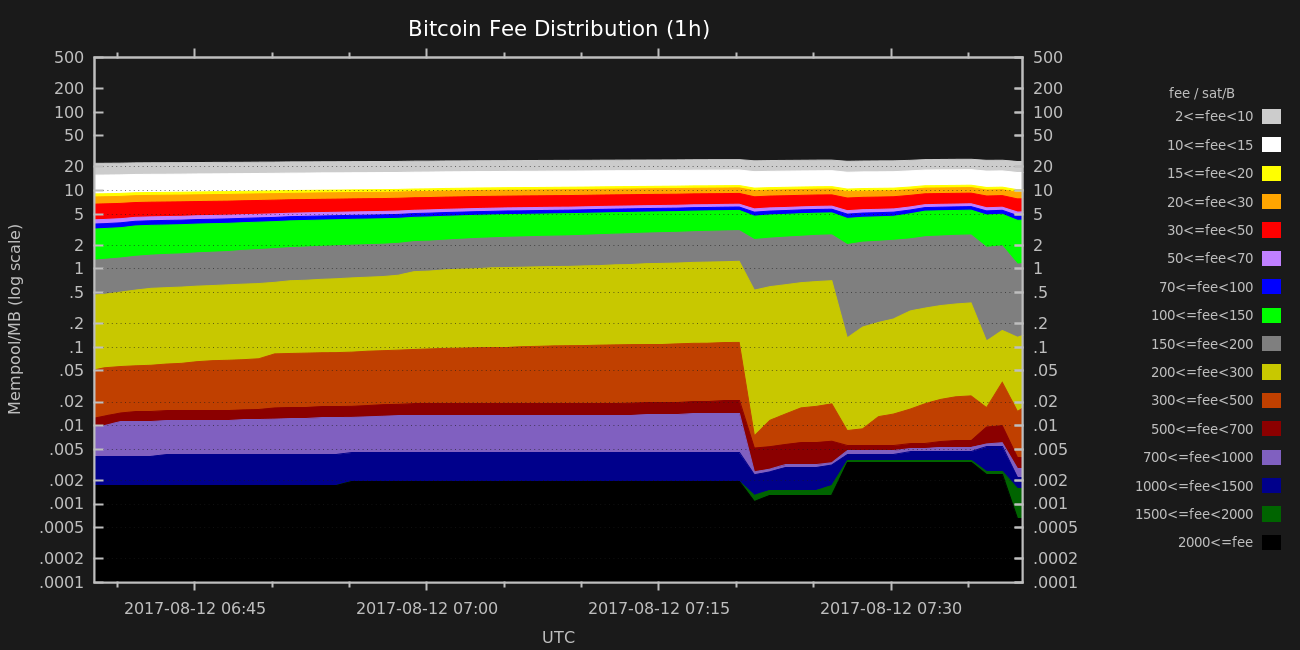 Bitcoin Fee Distribution (1h)
500 500
200 200
100 100
50 50
20 20
10 10
5 5
2 2
1 1
.5 .5
.2 .2
.1 .1
.05 .05
.02 .02
.01 .01
.005 .005
.002 .002
.001 .001
.0005 .0005
.0002 .0002
.0001 .0001
Mempool/MB (log scale)
2017-08-12 06:45 2017-08-12 07:00 2017-08-12 07:15 2017-08-12 07:30
UTC
fee / sat/B
2<=fee<10
10<=fee<15
15<=fee<20
20<=fee<30
30<=fee<50
50<=fee<70
70<=fee<100
100<=fee<150
150<=fee<200
200<=fee<300
300<=fee<500
500<=fee<700
700<=fee<1000
1000<=fee<1500
1500<=fee<2000
2000<=fee